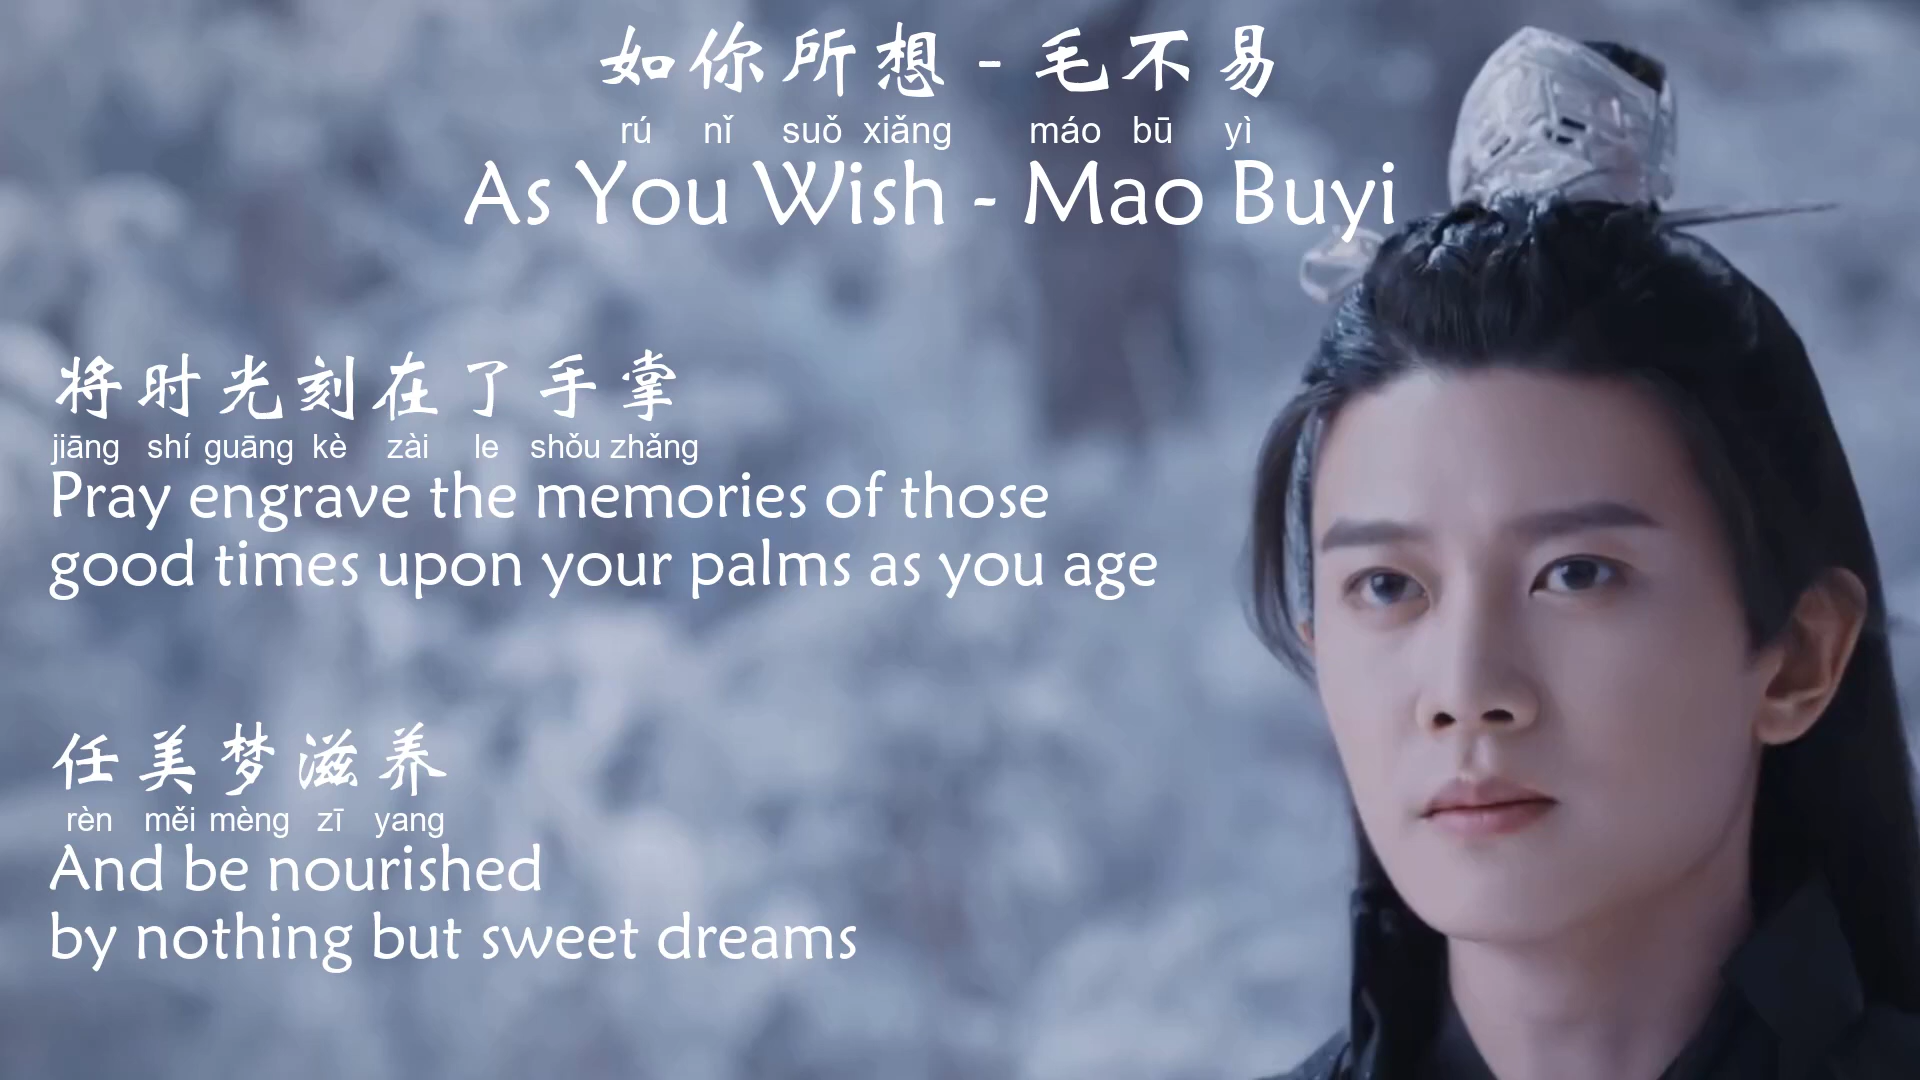 如你所想 - 毛不易
rú nǐ suǒ xiǎng máo bū yì
As You Wish - Mao Buyi
将时光刻在了手掌
jiāng shí guāng kè zài le shǒu zhǎng
Pray engrave the memories of those
good times upon your palms as you age
任美梦滋养
rèn měi mèng zī yang
And be nourished
by nothing but sweet dreams